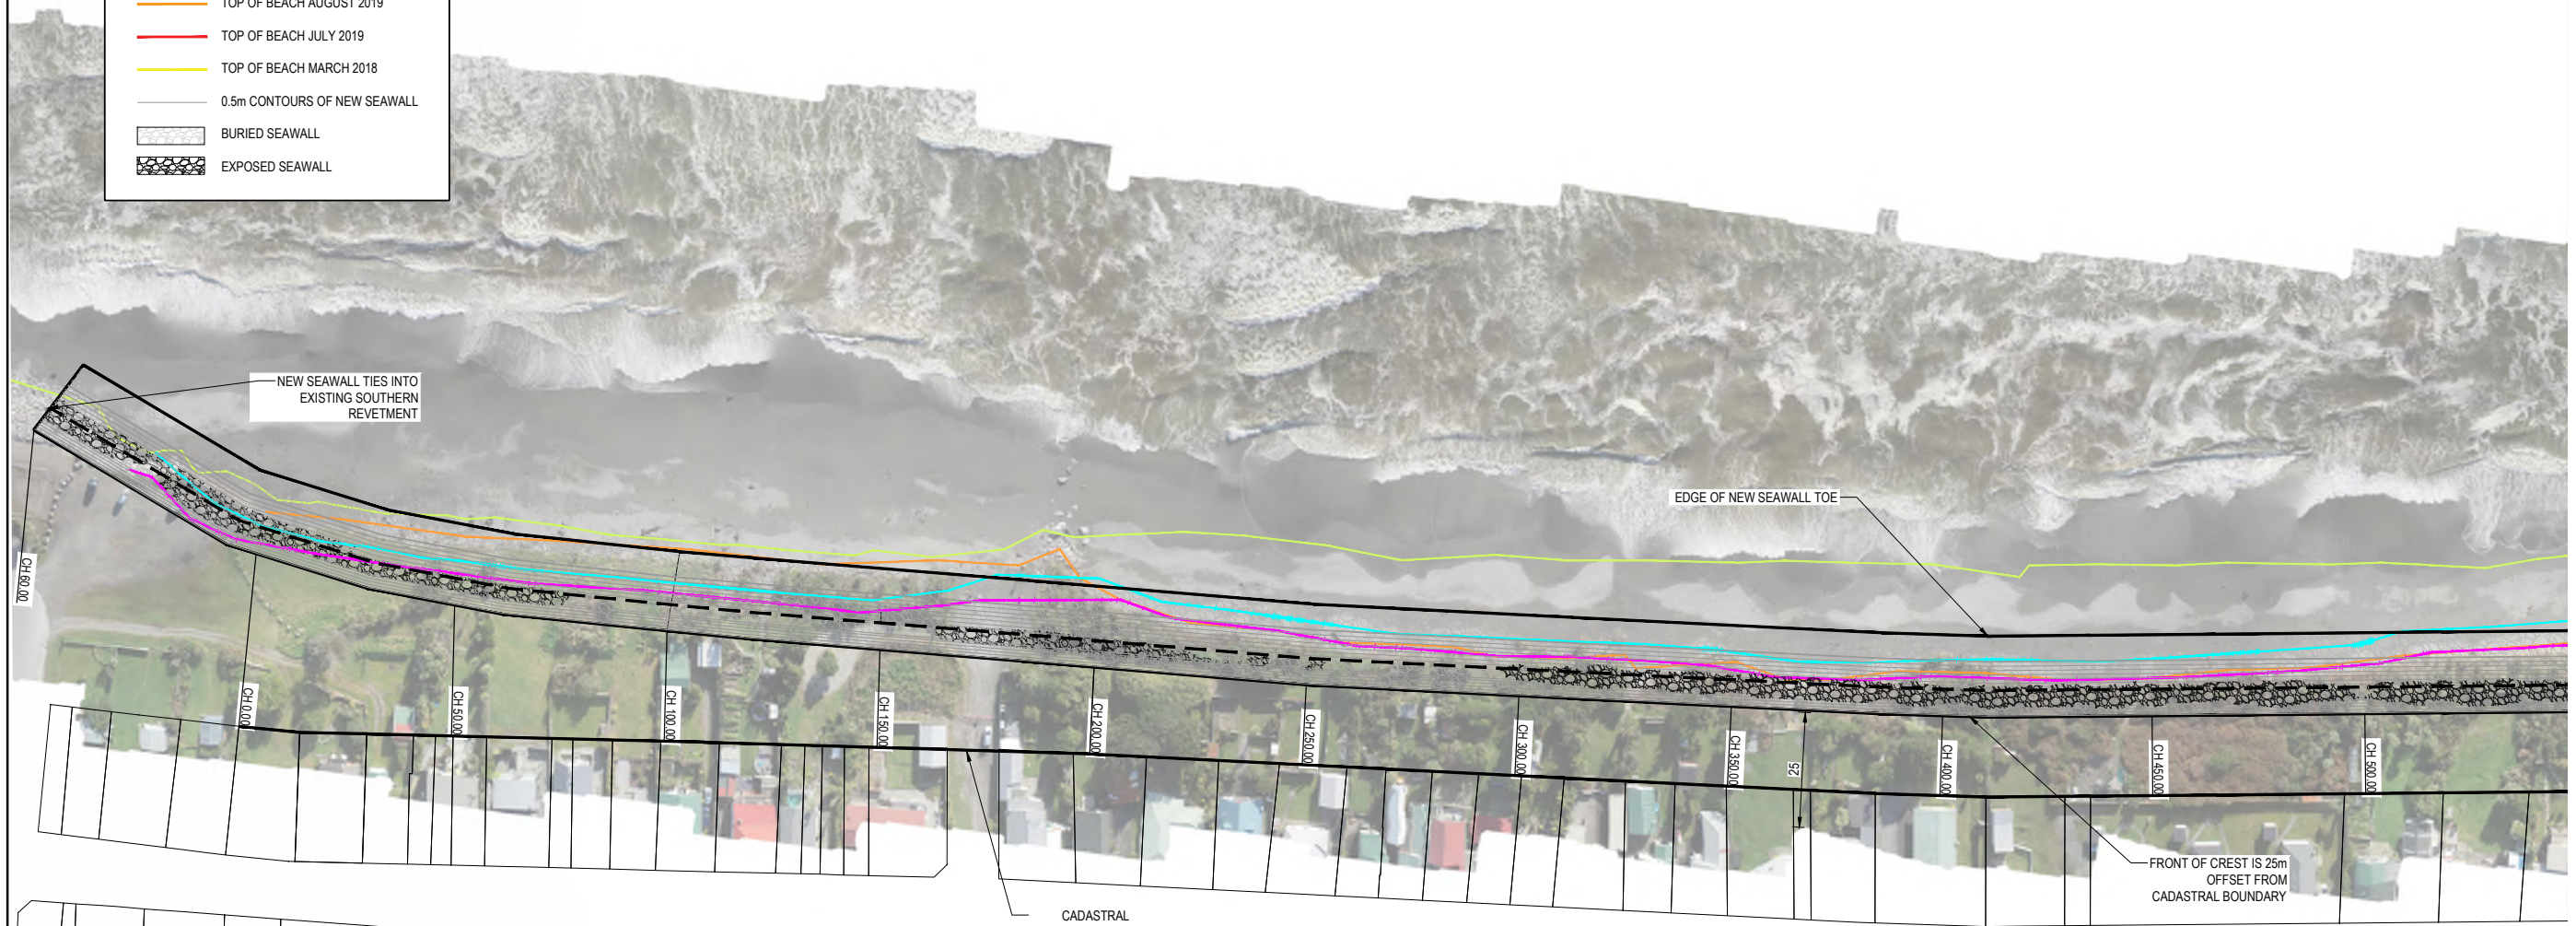 TOP OF BEACH AUGUST 2019
TOP OF BEACH JULY 2019
TOP OF BEACH MARCH 2018
0.5m CONTOURS OF NEW SEAWALL
BURIED SEAWALL
EXPOSED SEAWALL
NEW SEAWALL TIES INTO
EXISTING SOUTHERN
REVETMENT
EDGE OF NEW SEAWALL TOE
CH 60.00
CH 0.00
CH 50.00
CH 100.00
CH 150.00
CH 200.00
CH 250.00
CH 300.00
CH 350.00
25
CH 400.00
CH 450.00
CH 500.00
FRONT OF CREST IS 25m
OFFSET FROM
CADASTRAL BOUNDARY
CADASTRAL